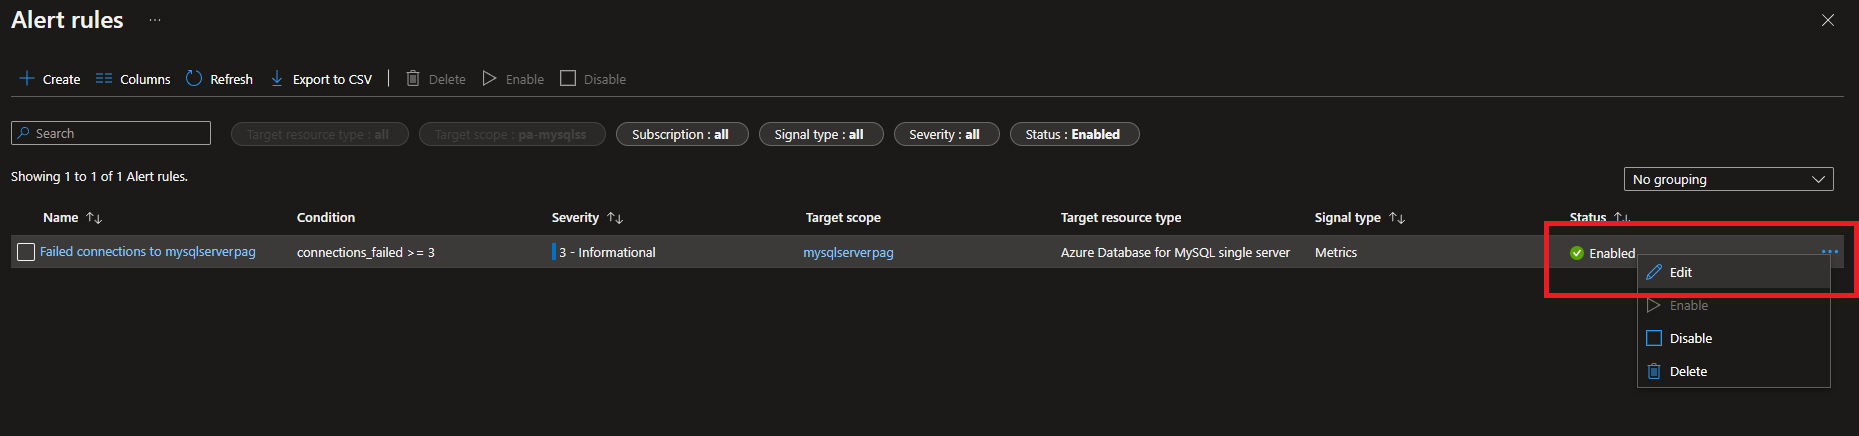 Alert rules ...
Create Columns Refresh Export to CSV Delete Enable Disable
Search Target resource type : all Target scope : pa-mysqlss Subscription : all Signal type : all Severity : all Status : Enabled
Showing 1 to 1 of 1 Alert rules.
No grouping
Name ↑↓ Condition Severity ↑↓ Target scope Target resource type Signal type ↑↓ Status ↑↓
Failed connections to mysqlserverpag connections_failed >= 3 3 - Informational mysqlserverpag Azure Database for MySQL single server Metrics Enabled ...
Edit
Enable
Disable
Delete